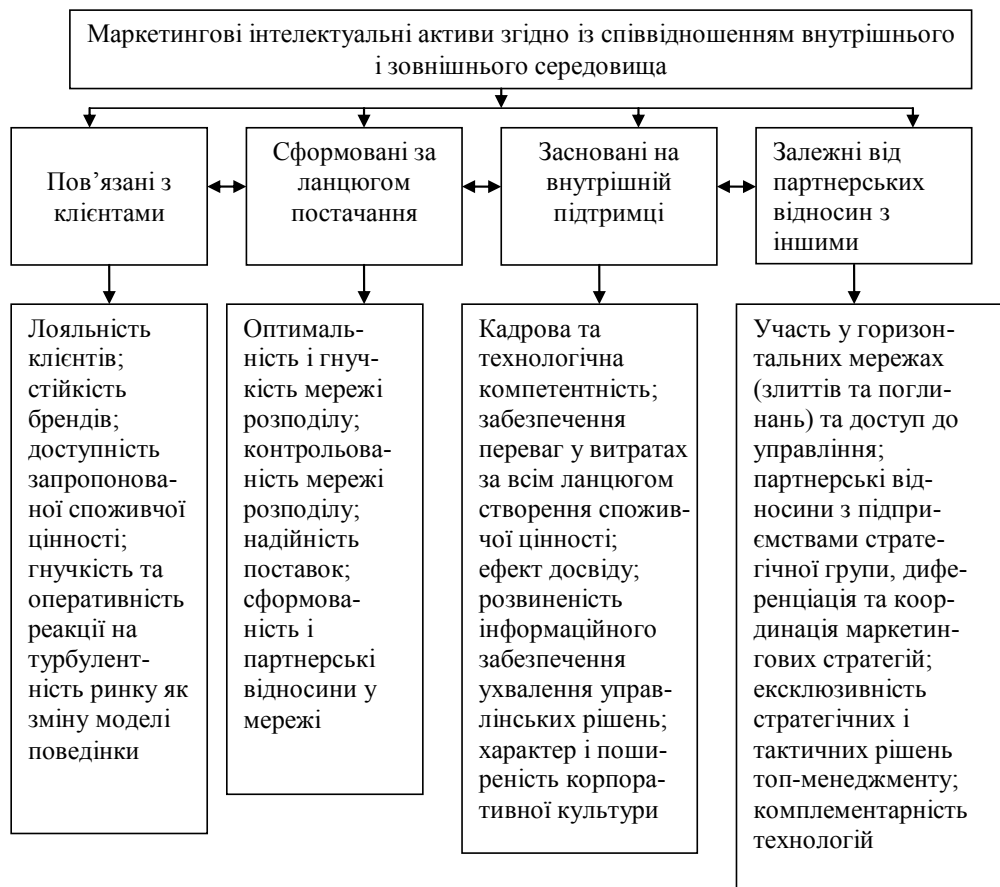 Маркетингові інтелектуальні активи згідно із співвідношенням внутрішнього
і зовнішнього середовища
Пов’язані з
клієнтами
Сформовані за
ланцюгом
постачання
Засновані на
внутрішній
підтримці
Залежні від
партнерських
відносин з
іншими
Лояльність
клієнтів;
стійкість
брендів;
доступність
запропонова-
ної споживчої
цінності;
гнучкість та
оперативність
реакції на
турбулент-
ність ринку як
зміну моделі
поведінки
Оптималь-
ність і гнуч-
кість мережі
розподілу;
контрольова-
ність мережі
розподілу;
надійність
поставок;
сформова-
ність і
партнерські
відносини у
мережі
Кадрова та
технологічна
компетентність;
забезпечення
переваг у витратах
за всім ланцюгом
створення спожив-
чої цінності;
ефект досвіду;
розвиненість
інформаційного
забезпечення
ухвалення управ-
лінських рішень;
характер і поши-
реність корпора-
тивної культури
Участь у горизон-
тальних мережах
(злиттів та погли-
нань) та доступ до
управління;
партнерські від-
носини з підпри-
ємствами страте-
гічної групи, дифе-
ренціація та коор-
динація маркетин-
гових стратегій;
ексклюзивність
стратегічних і
тактичних рішень
топ-менеджменту;
комплементарність
технологій